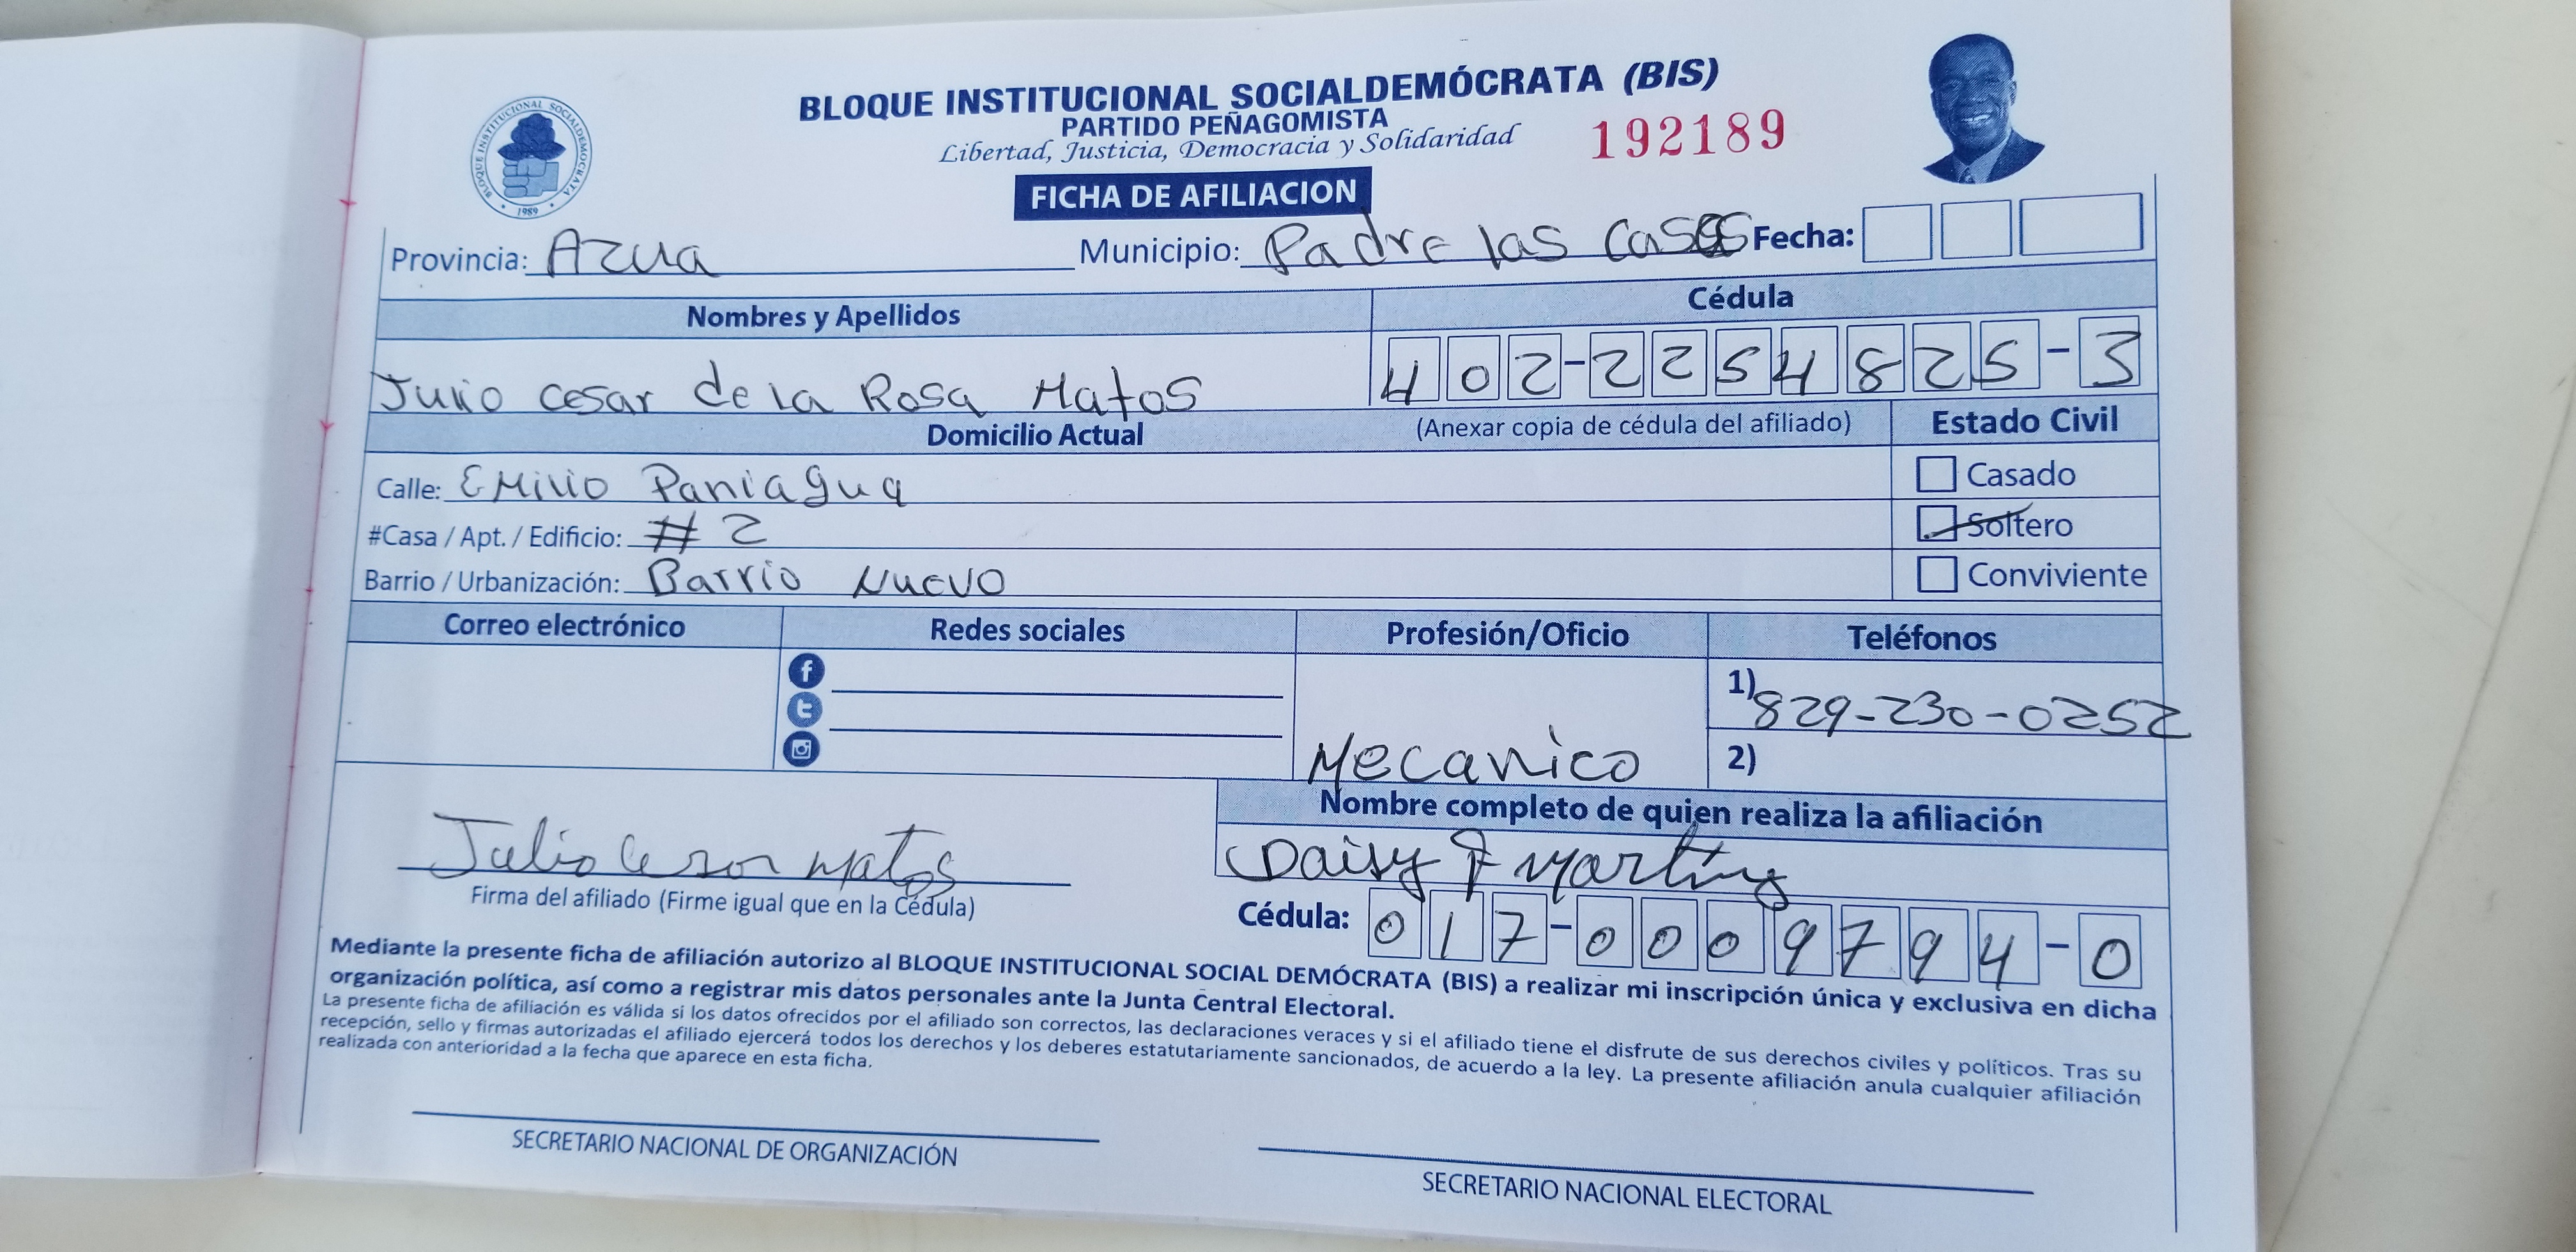 BLOQUE INSTITUCIONAL SOCIALDEMÓCRATA (BIS)
PARTIDO PEÑAGOMISTA
Libertad, Justicia, Democracia y Solidaridad
192189
BLOQUE INSTITUCIONAL SOCIALDEMOCRATA
1989
FICHA DE AFILIACION
Provincia: Azua Municipio: Padre las Casas Fecha:
Nombres y Apellidos Cédula
Julio Cesar de la Rosa Matos 402-2254825-3
Domicilio Actual (Anexar copia de cédula del afiliado) Estado Civil
Calle: EMilio Paniagua Casado
#Casa / Apt. / Edificio: #2 Soltero
Barrio / Urbanización: Barrio Nuevo Conviviente
Correo electrónico Redes sociales Profesión/Oficio Teléfonos
Mecanico 1) 829-230-0252
2)
Nombre completo de quien realiza la afiliación
Julio Cesar Matos Daisy F Martínez
Firma del afiliado (Firme igual que en la Cédula) Cédula: 017-0009794-0
Mediante la presente ficha de afiliación autorizo al BLOQUE INSTITUCIONAL SOCIAL DEMÓCRATA (BIS) a realizar mi inscripción única y exclusiva en dicha
organización política, así como a registrar mis datos personales ante la Junta Central Electoral.
La presente ficha de afiliación es válida si los datos ofrecidos por el afiliado son correctos, las declaraciones veraces y si el afiliado tiene el disfrute de sus derechos civiles y políticos. Tras su
recepción, sello y firmas autorizadas el afiliado ejercerá todos los derechos y los deberes estatutariamente sancionados, de acuerdo a la ley. La presente afiliación anula cualquier afiliación
realizada con anterioridad a la fecha que aparece en esta ficha.
SECRETARIO NACIONAL DE ORGANIZACIÓN SECRETARIO NACIONAL ELECTORAL